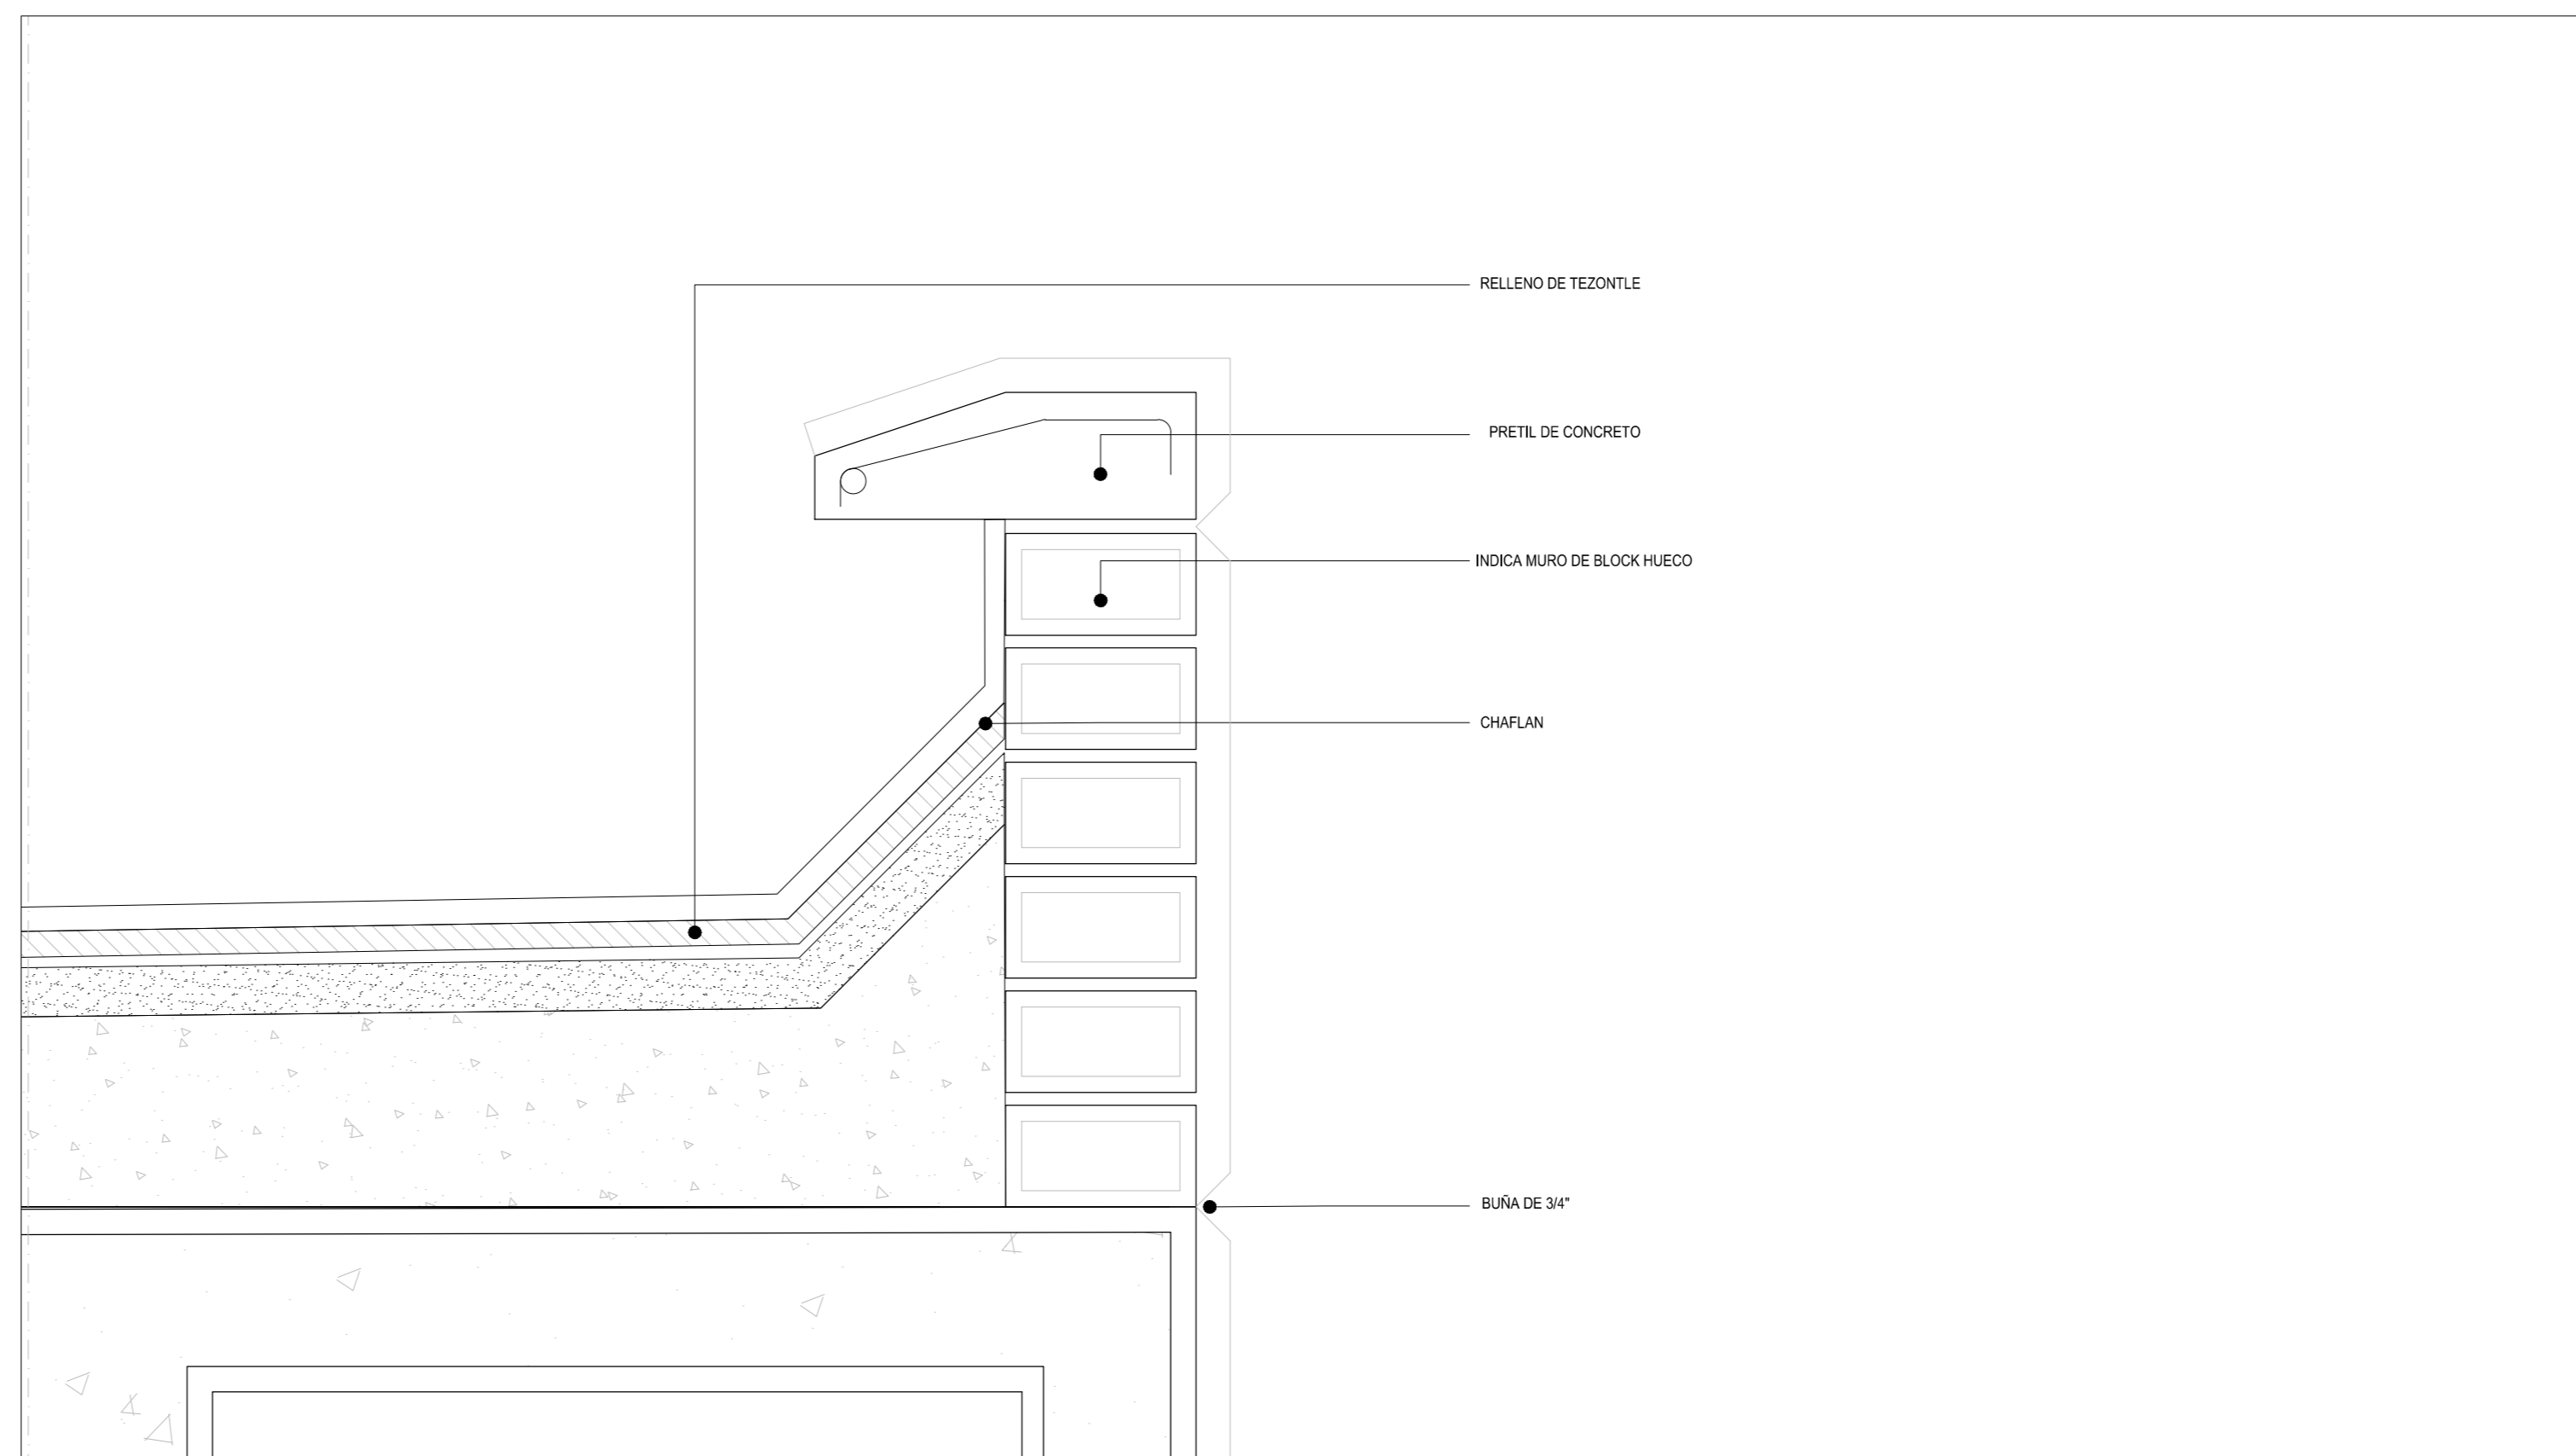 RELLENO DE TEZONTLE
PRETIL DE CONCRETO
INDICA MURO DE BLOCK HUECO
CHAFLAN
BUÑA DE 3/4"